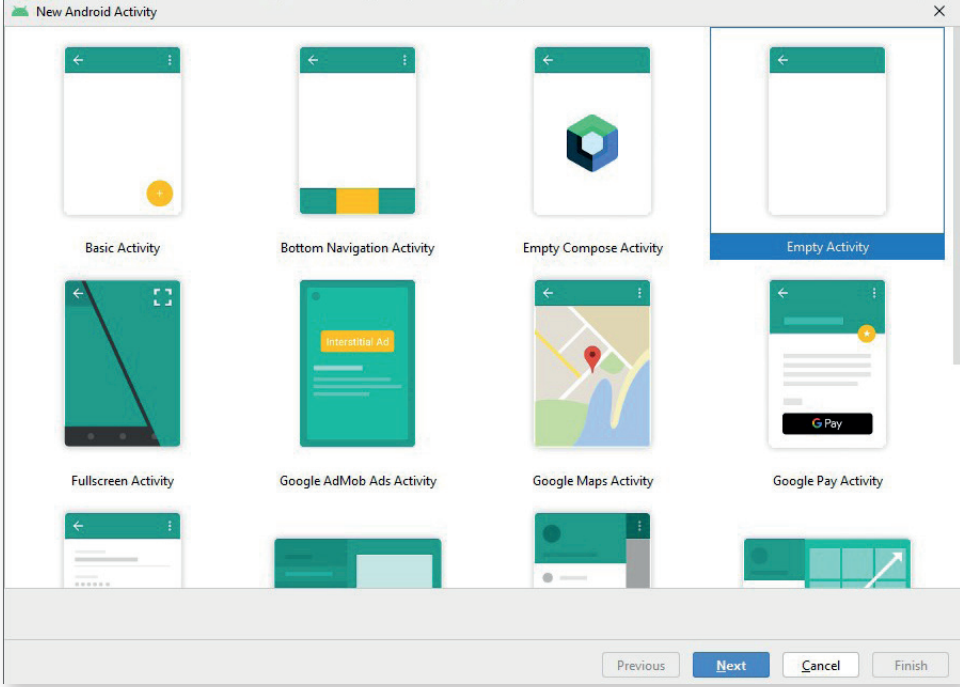 New Android Activity
Basic Activity
Bottom Navigation Activity
Empty Compose Activity
Empty Activity
Interstitial Ad
G Pay
Fullscreen Activity
Google AdMob Ads Activity
Google Maps Activity
Google Pay Activity
Previous
Next
Cancel
Finish